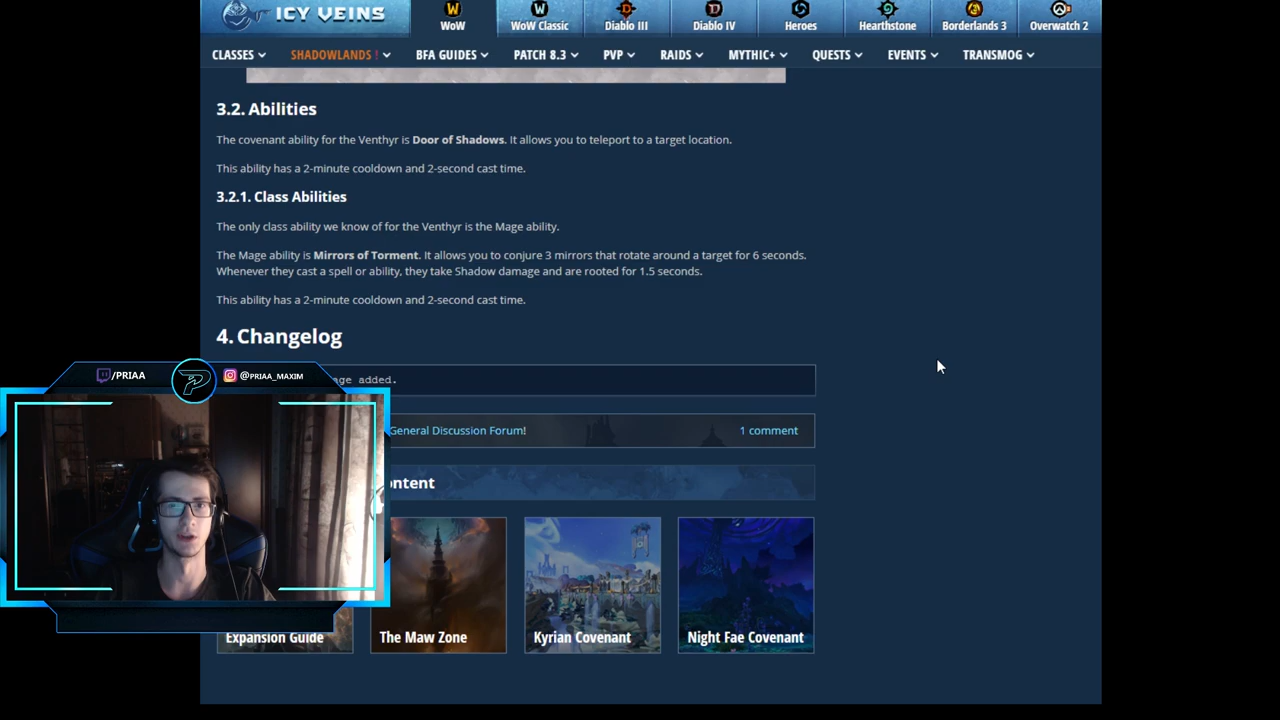 ICY VEINS
WoW
WoW Classic
Diablo III
Diablo IV
Heroes
Hearthstone
Borderlands 3
Overwatch 2
CLASSES
SHADOWLANDS !
BFA GUIDES
PATCH 8.3
PVP
RAIDS
MYTHIC+
QUESTS
EVENTS
TRANSMOG
3.2. Abilities
The covenant ability for the Venthyr is Door of Shadows. It allows you to teleport to a target location.
This ability has a 2-minute cooldown and 2-second cast time.
3.2.1. Class Abilities
The only class ability we know of for the Venthyr is the Mage ability.
The Mage ability is Mirrors of Torment. It allows you to conjure 3 mirrors that rotate around a target for 6 seconds.
Whenever they cast a spell or ability, they take Shadow damage and are rooted for 1.5 seconds.
This ability has a 2-minute cooldown and 2-second cast time.
4. Changelog
added.
General Discussion Forum!
1 comment
/PRIAA
@PRIAA_MAXIM
Expansion Guide
The Maw Zone
Kyrian Covenant
Night Fae Covenant